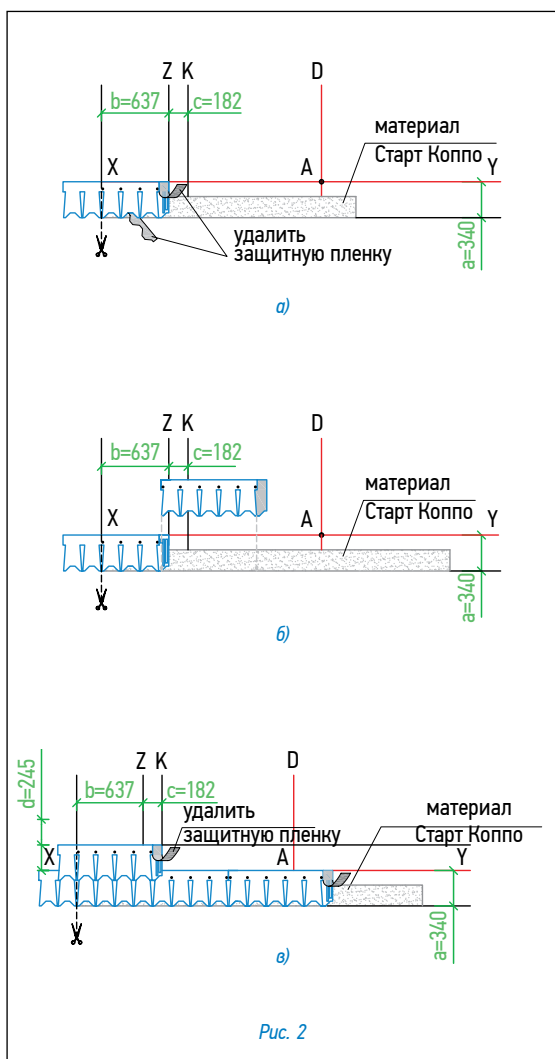 Z K D
b=637 c=182
материал
Старт Коппо
X A Y
удалить
защитную пленку
a=340
а)
Z K D
b=637 c=182
материал
Старт Коппо
X A Y
a=340
б)
d=245
Z K D
b=637 c=182
удалить
защитную пленку
материал
Старт Коппо
X A Y
a=340
в)
Рис. 2